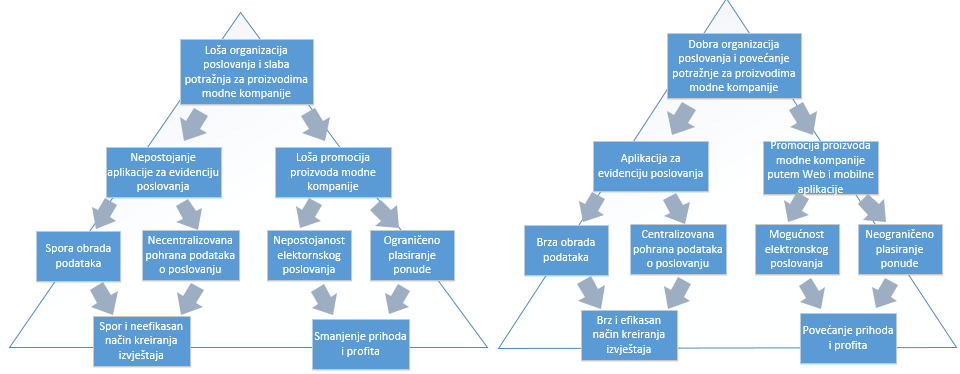 Loša organizacija
poslovanja i slaba
potražnja za proizvodima
modne kompanije
Nepostojanje
aplikacije za evidenciju
poslovanja
Loša promocija
proizvoda modne
kompanije
Spora obrada
podataka
Necentralizovana
pohrana podataka
o poslovanju
Nepostojanost
elektornskog
poslovanja
Ograničeno
plasiranje
ponude
Spor i neefikasan
način kreiranja
izvještaja
Smanjenje prihoda
i profita
Dobra organizacija
poslovanja i povećanje
potražnje za proizvodima
modne kompanije
Aplikacija za
evidenciju poslovanja
Promocija proizvoda
modne kompanije
putem Web i mobilne
aplikacije
Brza obrada
podataka
Centralizovana
pohrana podataka
o poslovanju
Mogućnost
elektronskog
poslovanja
Neograničeno
plasiranje
ponude
Brz i efikasan
način kreiranja
izvještaja
Povećanje prihoda
i profita